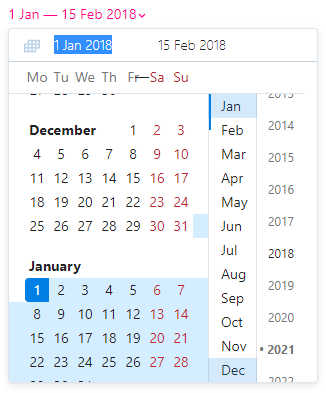 1 Jan — 15 Feb 2018
1 Jan 2018 — 15 Feb 2018
Mo Tu We Th Fr Sa Su
December 1 2 3
4 5 6 7 8 9 10
11 12 13 14 15 16 17
18 19 20 21 22 23 24
25 26 27 28 29 30 31
January
1 2 3 4 5 6 7
8 9 10 11 12 13 14
15 16 17 18 19 20 21
22 23 24 25 26 27 28
Jan
Feb
Mar
Apr
May
Jun
Jul
Aug
Sep
Oct
Nov
Dec
2013
2014
2015
2016
2017
2018
2019
2020
• 2021
2022